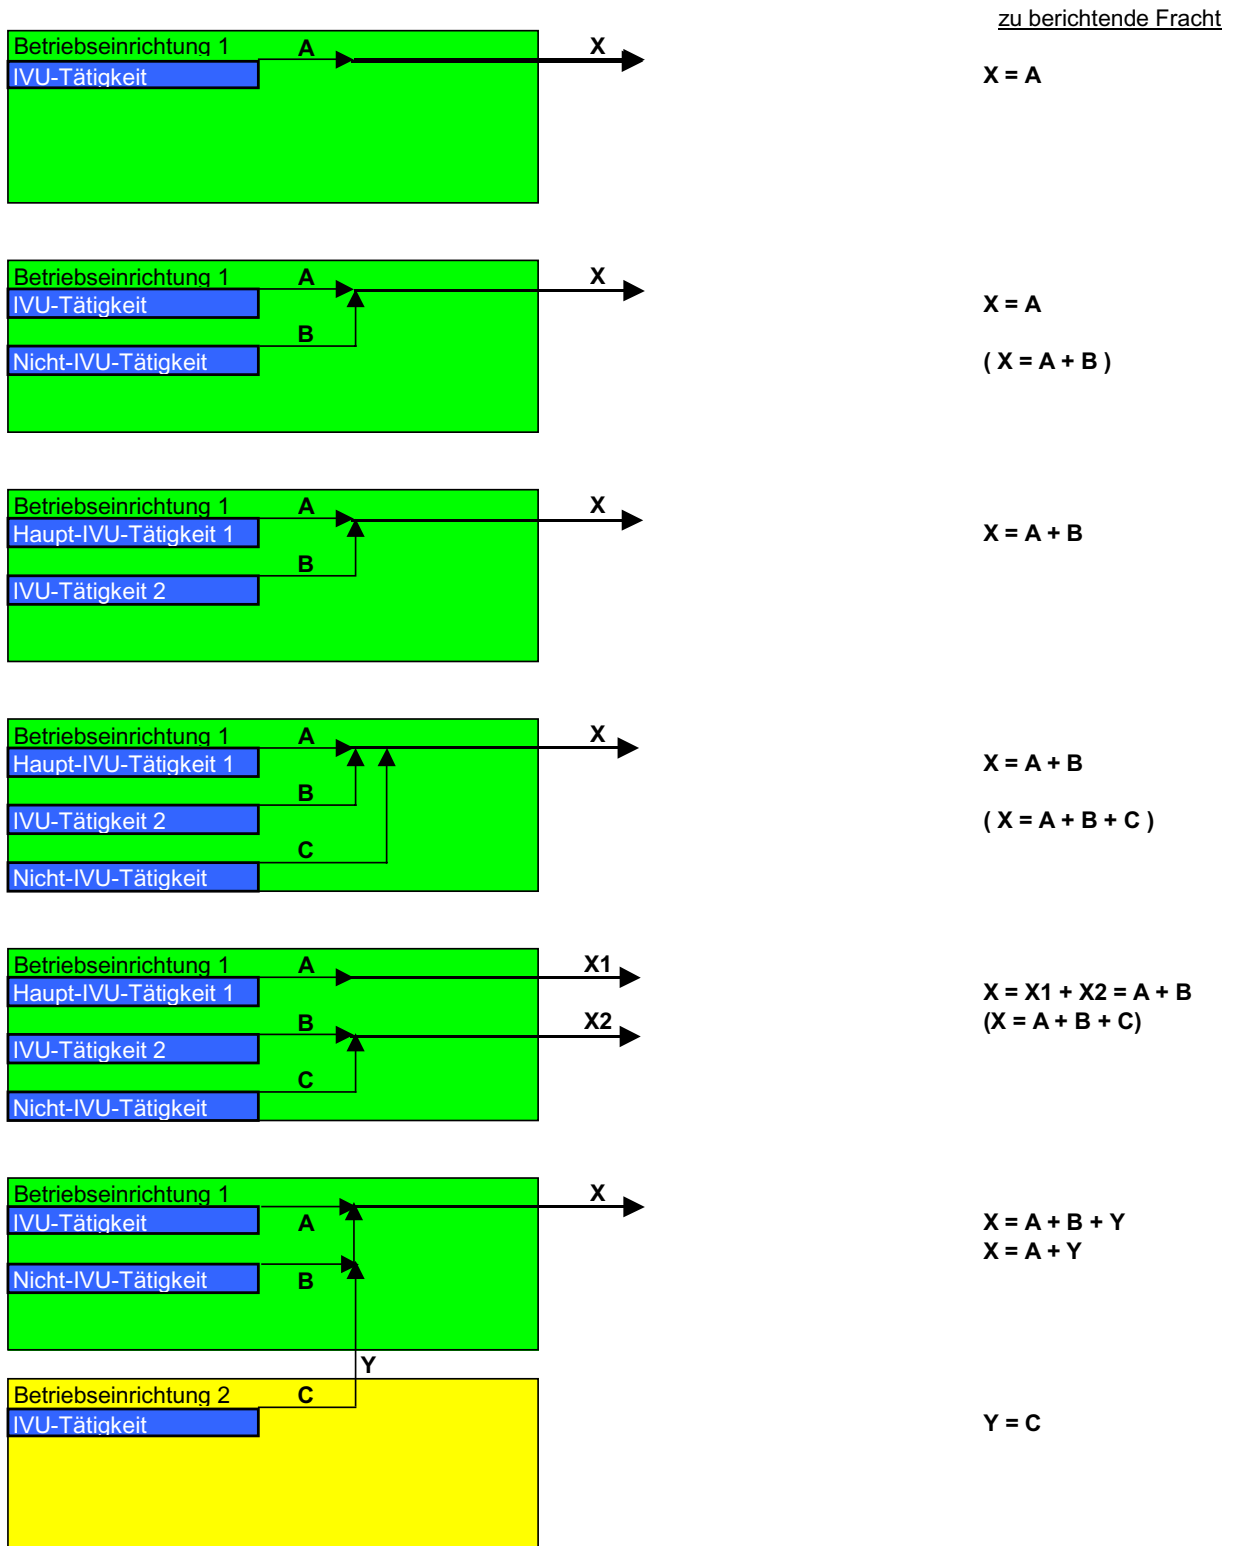 zu berichtende Fracht
Betriebseinrichtung 1 A X
IVU-Tätigkeit X = A
Betriebseinrichtung 1 A X
IVU-Tätigkeit X = A
B
Nicht-IVU-Tätigkeit ( X = A + B )
Betriebseinrichtung 1 A X
Haupt-IVU-Tätigkeit 1 X = A + B
B
IVU-Tätigkeit 2
Betriebseinrichtung 1 A X
Haupt-IVU-Tätigkeit 1 X = A + B
B
IVU-Tätigkeit 2 ( X = A + B + C )
C
Nicht-IVU-Tätigkeit
Betriebseinrichtung 1 A X1
Haupt-IVU-Tätigkeit 1 X = X1 + X2 = A + B
B X2 (X = A + B + C)
IVU-Tätigkeit 2
C
Nicht-IVU-Tätigkeit
Betriebseinrichtung 1 X
IVU-Tätigkeit A X = A + B + Y
X = A + Y
Nicht-IVU-Tätigkeit B
Y
Betriebseinrichtung 2 C
IVU-Tätigkeit Y = C